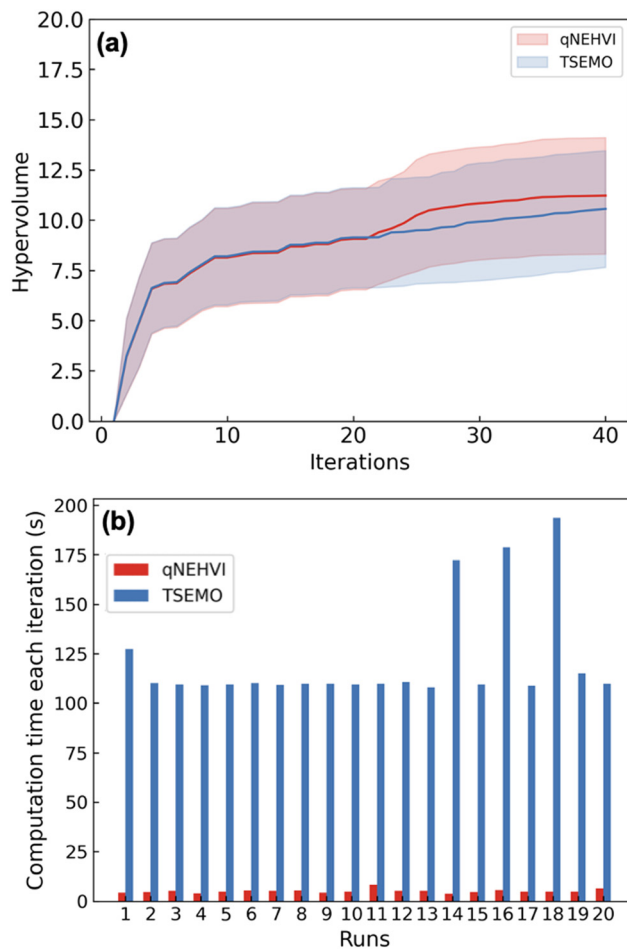 (a)
qNEHVI
TSEMO
20.0
17.5
15.0
12.5
10.0
7.5
5.0
2.5
0.0
Hypervolume
0 10 20 30 40
Iterations
(b)
qNEHVI
TSEMO
200
175
150
125
100
75
50
25
0
Computation time each iteration (s)
1 2 3 4 5 6 7 8 9 10 11 12 13 14 15 16 17 18 19 20
Runs